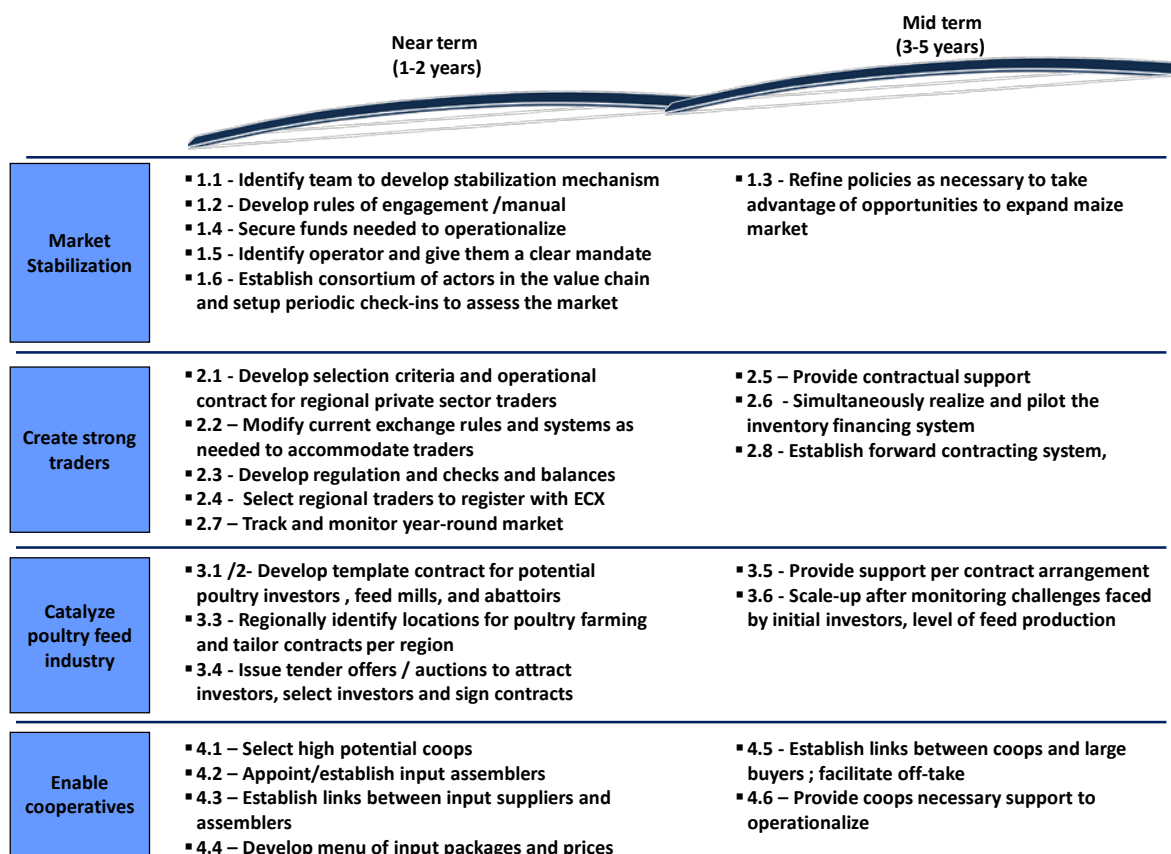 Near term
(1-2 years)
Mid term
(3-5 years)
Market
Stabilization
▪ 1.1 - Identify team to develop stabilization mechanism
▪ 1.2 – Develop rules of engagement /manual
▪ 1.4 – Secure funds needed to operationalize
▪ 1.5 - Identify operator and give them a clear mandate
▪ 1.6 - Establish consortium of actors in the value chain
and setup periodic check-ins to assess the market
▪ 1.3 - Refine policies as necessary to take
advantage of opportunities to expand maize
market
Create strong
traders
▪ 2.1 - Develop selection criteria and operational
contract for regional private sector traders
▪ 2.2 – Modify current exchange rules and systems as
needed to accommodate traders
▪ 2.3 - Develop regulation and checks and balances
▪ 2.4 - Select regional traders to register with ECX
▪ 2.7 – Track and monitor year-round market
▪ 2.5 – Provide contractual support
▪ 2.6 - Simultaneously realize and pilot the
inventory financing system
▪ 2.8 - Establish forward contracting system,
Catalyze
poultry feed
industry
▪ 3.1 /2- Develop template contract for potential
poultry investors , feed mills, and abattoirs
▪ 3.3 - Regionally identify locations for poultry farming
and tailor contracts per region
▪ 3.4 - Issue tender offers / auctions to attract
investors, select investors and sign contracts
▪ 3.5 - Provide support per contract arrangement
▪ 3.6 - Scale-up after monitoring challenges faced
by initial investors, level of feed production
Enable
cooperatives
▪ 4.1 – Select high potential coops
▪ 4.2 – Appoint/establish input assemblers
▪ 4.3 – Establish links between input suppliers and
assemblers
▪ 4.4 – Develop menu of input packages and prices
▪ 4.5 - Establish links between coops and large
buyers ; facilitate off-take
▪ 4.6 – Provide coops necessary support to
operationalize